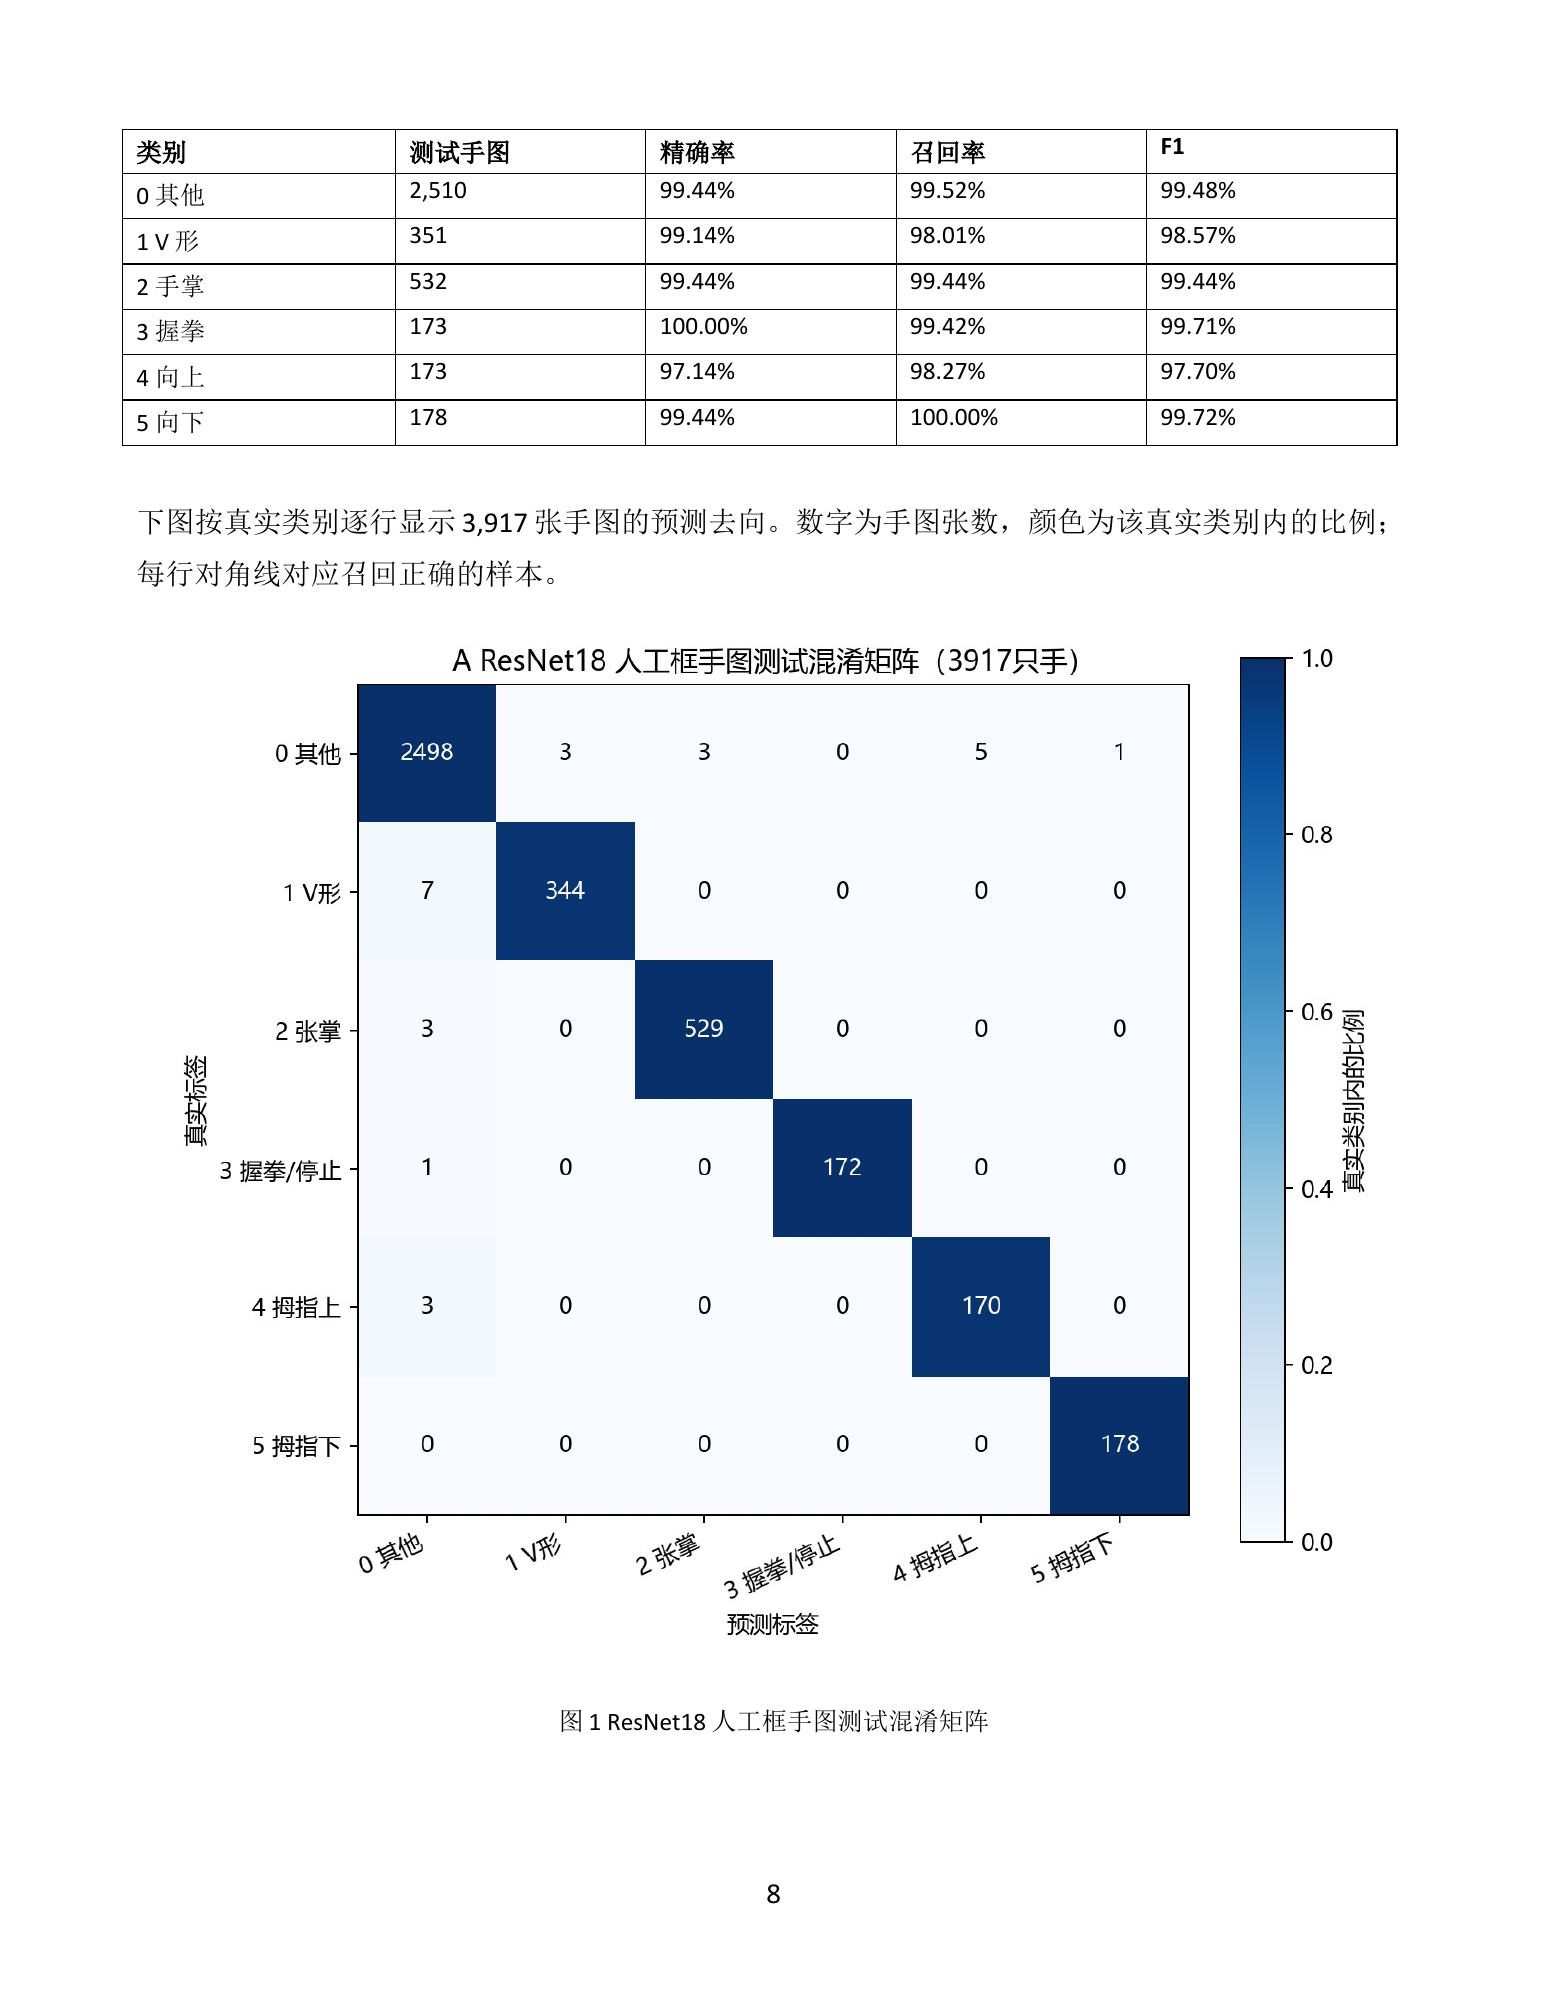 类别 测试手图 精确率 召回率 F1
0 其他 2,510 99.44% 99.52% 99.48%
1 V 形 351 99.14% 98.01% 98.57%
2 手掌 532 99.44% 99.44% 99.44%
3 握拳 173 100.00% 99.42% 99.71%
4 向上 173 97.14% 98.27% 97.70%
5 向下 178 99.44% 100.00% 99.72%
下图按真实类别逐行显示 3,917 张手图的预测去向。数字为手图张数，颜色为该真实类别内的比例；
每行对角线对应召回正确的样本。
A ResNet18 人工框手图测试混淆矩阵（3917只手）
真实标签
0 其他 2498 3 3 0 5 1
1 V形 7 344 0 0 0 0
2 张掌 3 0 529 0 0 0
3 握拳/停止 1 0 0 172 0 0
4 拇指上 3 0 0 0 170 0
5 拇指下 0 0 0 0 0 178
0 其他 1 V形 2 张掌 3 握拳/停止 4 拇指上 5 拇指下
预测标签
1.0
0.8
0.6
0.4
0.2
0.0
真实类别内的比例
图 1 ResNet18 人工框手图测试混淆矩阵
8